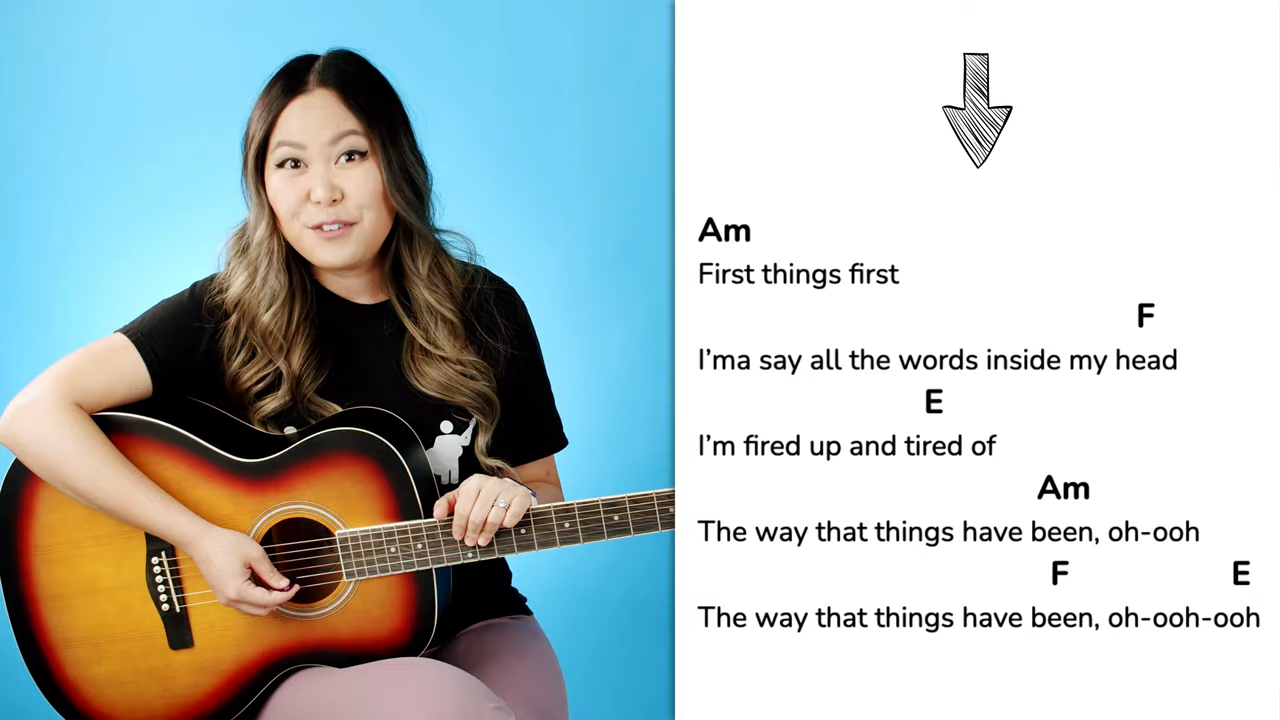 Am
First things first
F
I'ma say all the words inside my head
E
I'm fired up and tired of
Am
The way that things have been, oh-ooh
F E
The way that things have been, oh-ooh-ooh